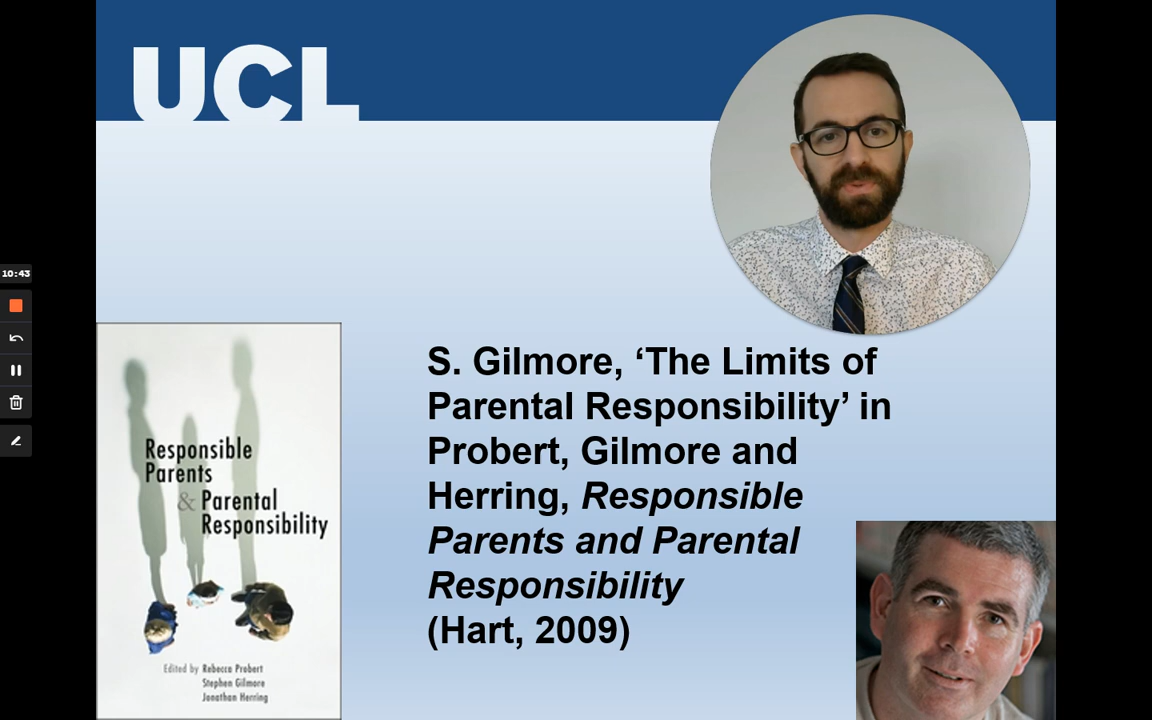 UCL
10:43
S. Gilmore, ‘The Limits of
Parental Responsibility’ in
Probert, Gilmore and
Herring, Responsible
Parents and Parental
Responsibility
(Hart, 2009)
Responsible
Parents
& Parental
Responsibility
Edited by Rebecca Probert
Stephen Gilmore
Jonathan Herring